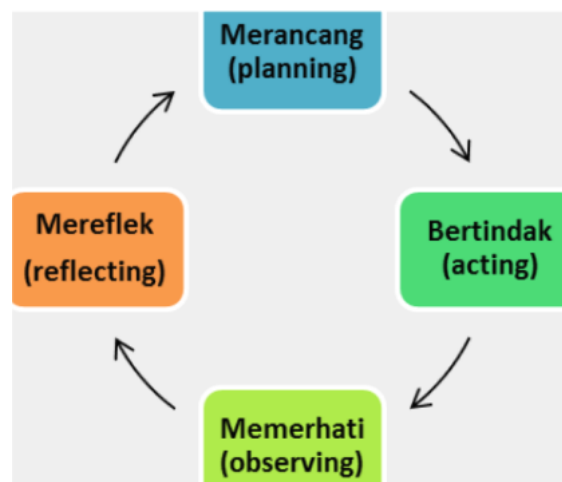 Merancang
(planning)
Bertindak
(acting)
Memerhati
(observing)
Mereflek
(reflecting)